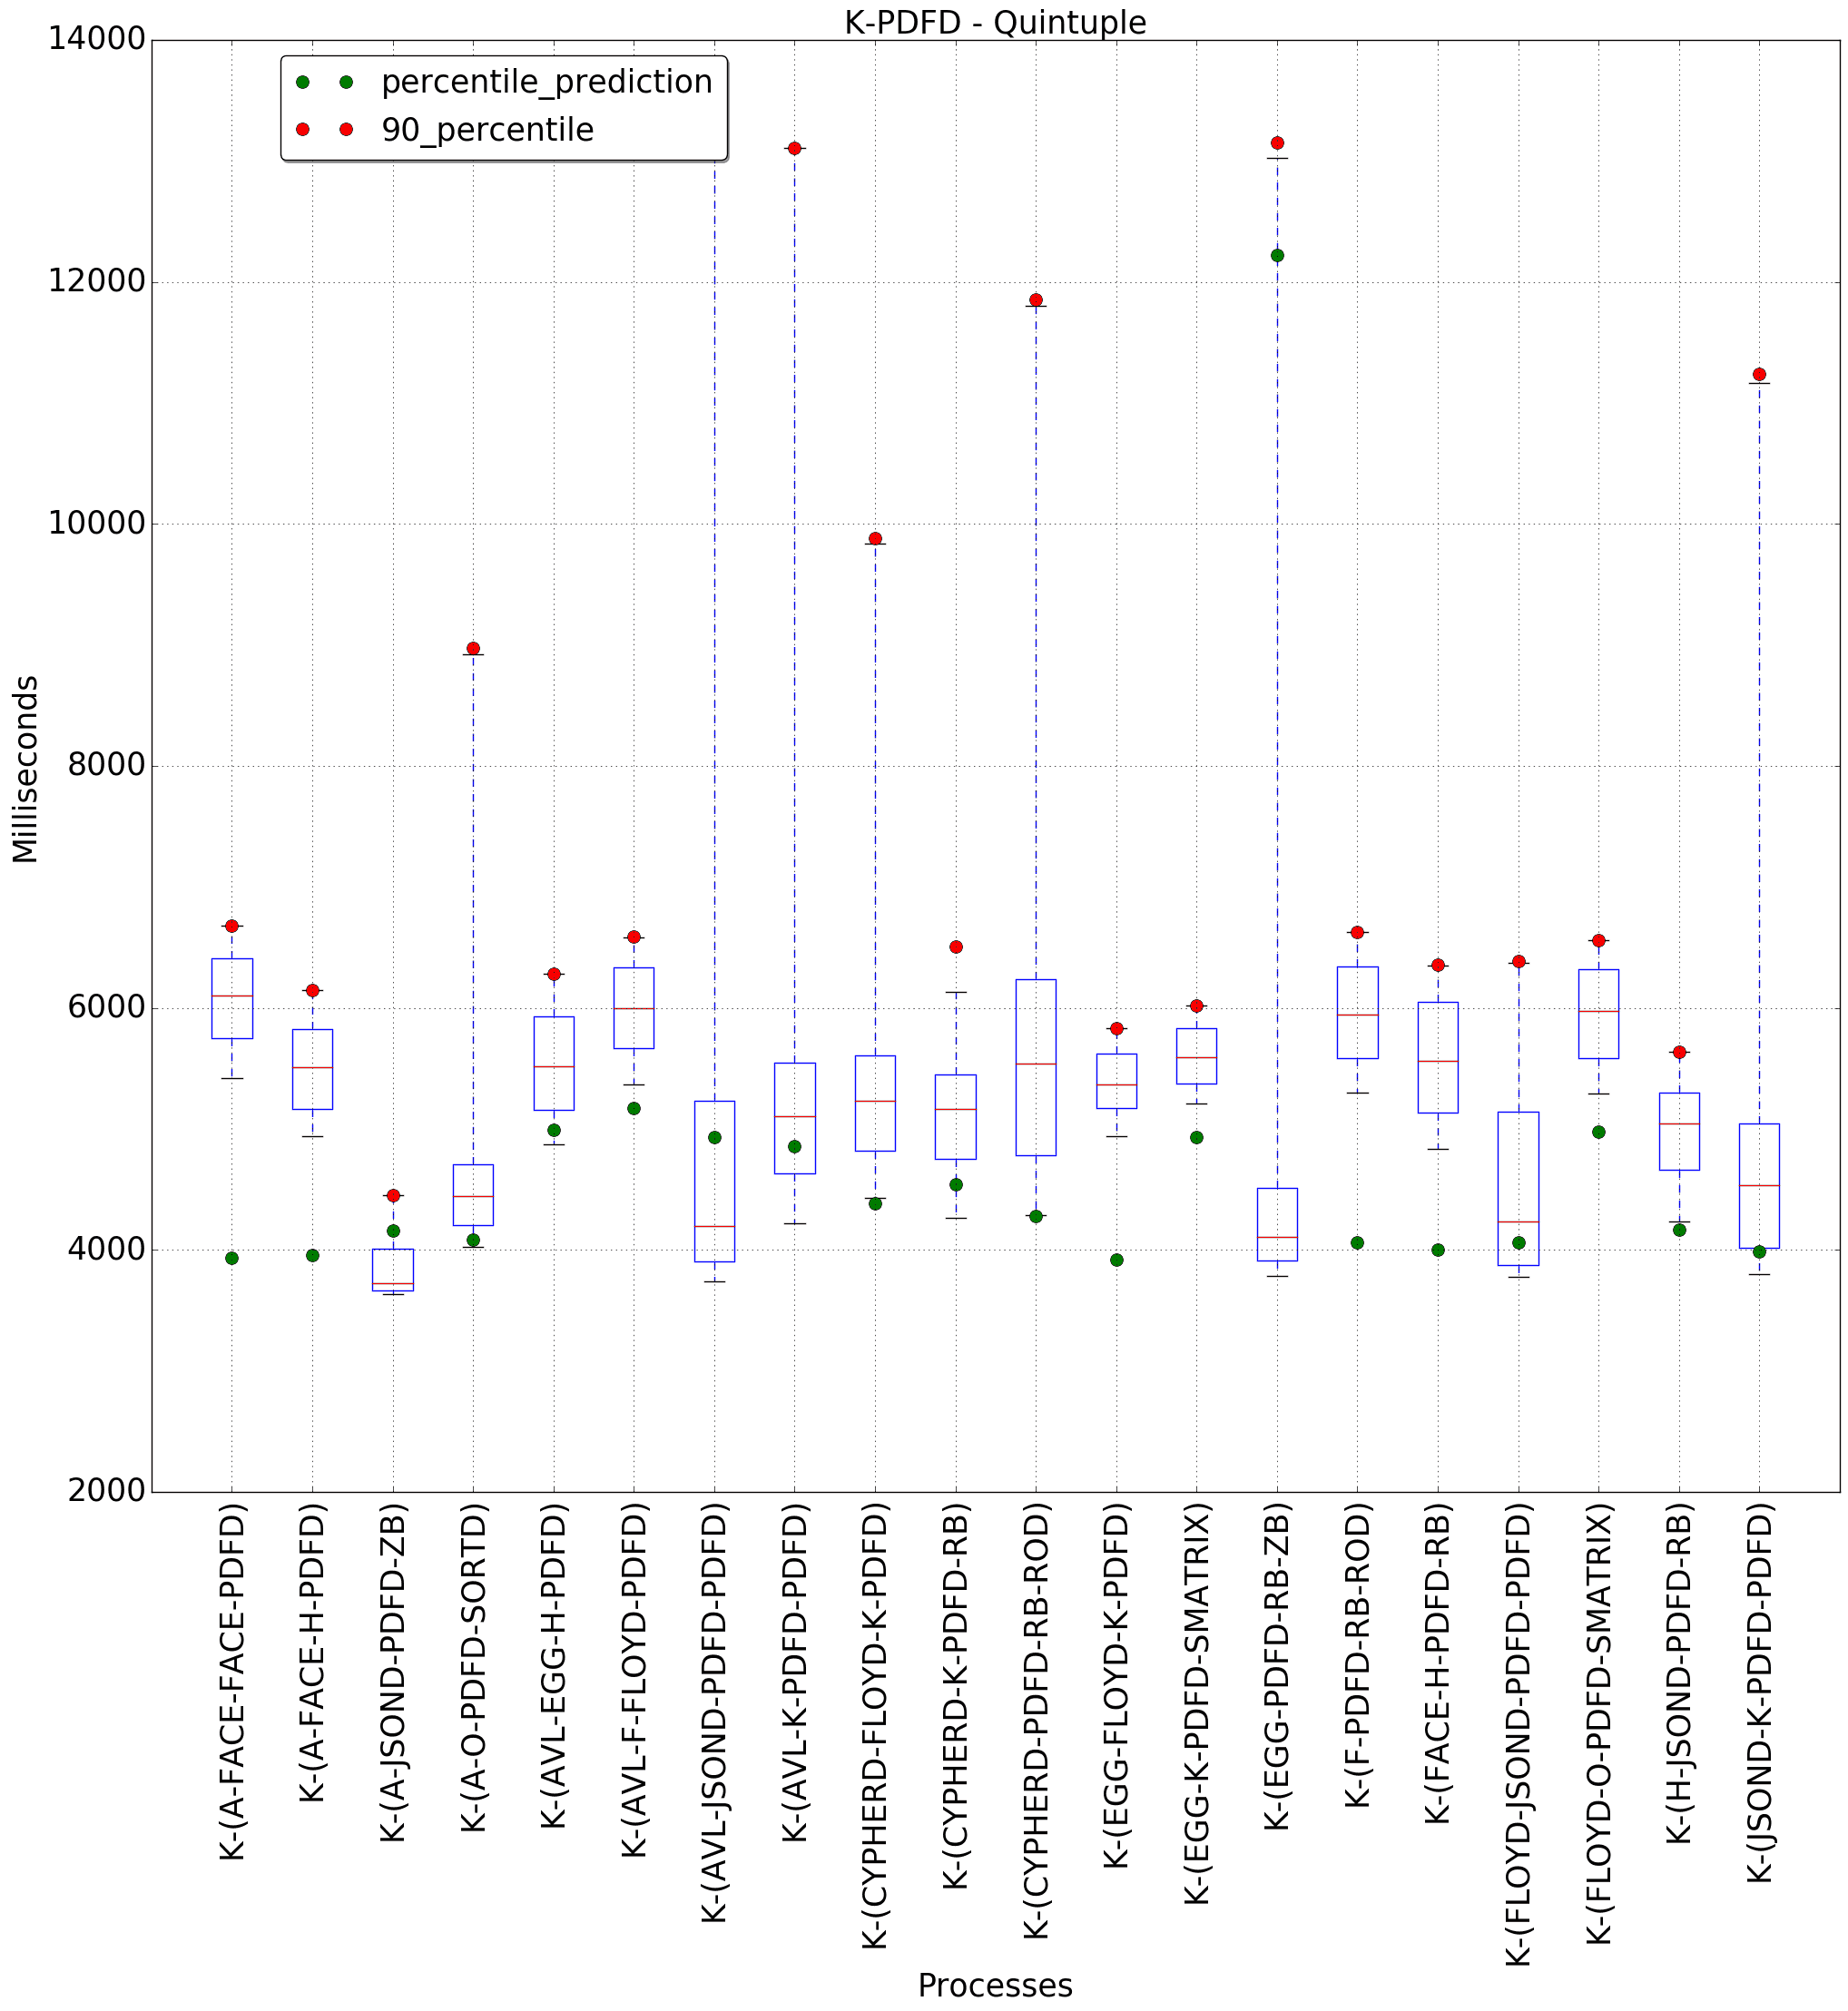 K-PDFD - Quintuple
percentile_prediction
90_percentile
14000
12000
10000
8000
6000
4000
2000
Milliseconds
K-(A-FACE-FACE-PDFD)
K-(A-FACE-H-PDFD)
K-(A-JSOND-PDFD-ZB)
K-(A-O-PDFD-SORTD)
K-(AVL-EGG-H-PDFD)
K-(AVL-F-FLOYD-PDFD)
K-(AVL-JSOND-PDFD-PDFD)
K-(AVL-K-PDFD-PDFD)
K-(CYPHERD-FLOYD-K-PDFD)
K-(CYPHERD-K-PDFD-RB)
K-(CYPHERD-PDFD-RB-ROD)
K-(EGG-FLOYD-K-PDFD)
K-(EGG-K-PDFD-SMATRIX)
K-(EGG-PDFD-RB-ZB)
K-(F-PDFD-RB-ROD)
K-(FACE-H-PDFD-RB)
K-(FLOYD-JSOND-PDFD-PDFD)
K-(FLOYD-O-PDFD-SMATRIX)
K-(H-JSOND-PDFD-RB)
K-(JSOND-K-PDFD-PDFD)
Processes